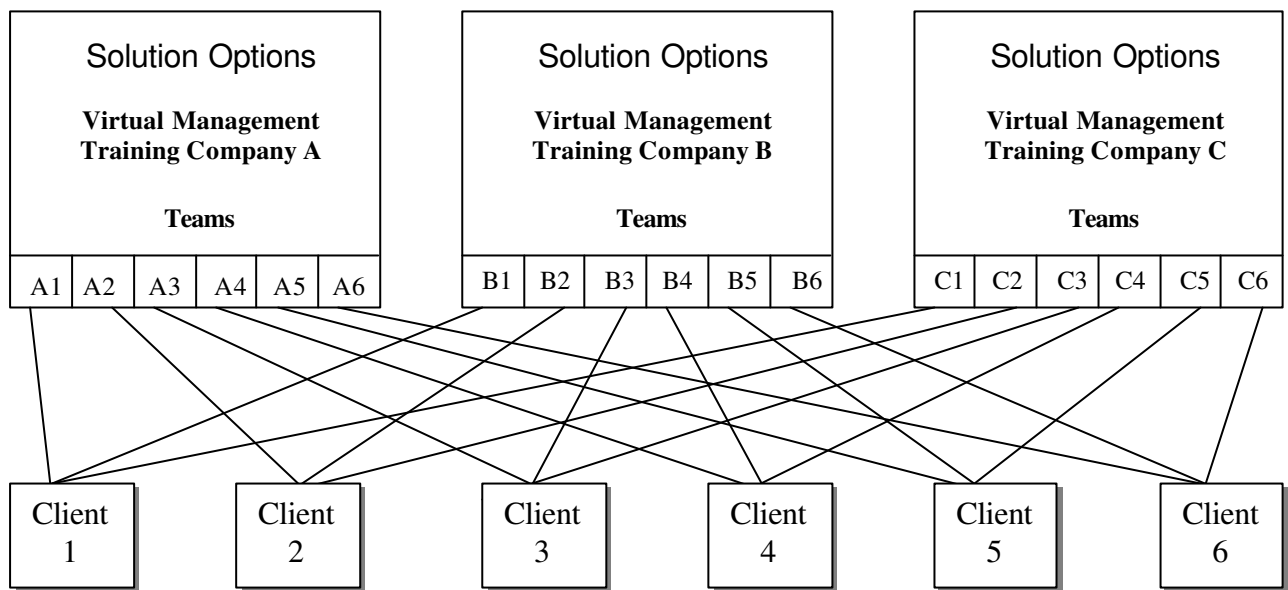 Solution Options
Virtual Management
Training Company A
Teams
A1 A2 A3 A4 A5 A6
Solution Options
Virtual Management
Training Company B
Teams
B1 B2 B3 B4 B5 B6
Solution Options
Virtual Management
Training Company C
Teams
C1 C2 C3 C4 C5 C6
Client
1
Client
2
Client
3
Client
4
Client
5
Client
6